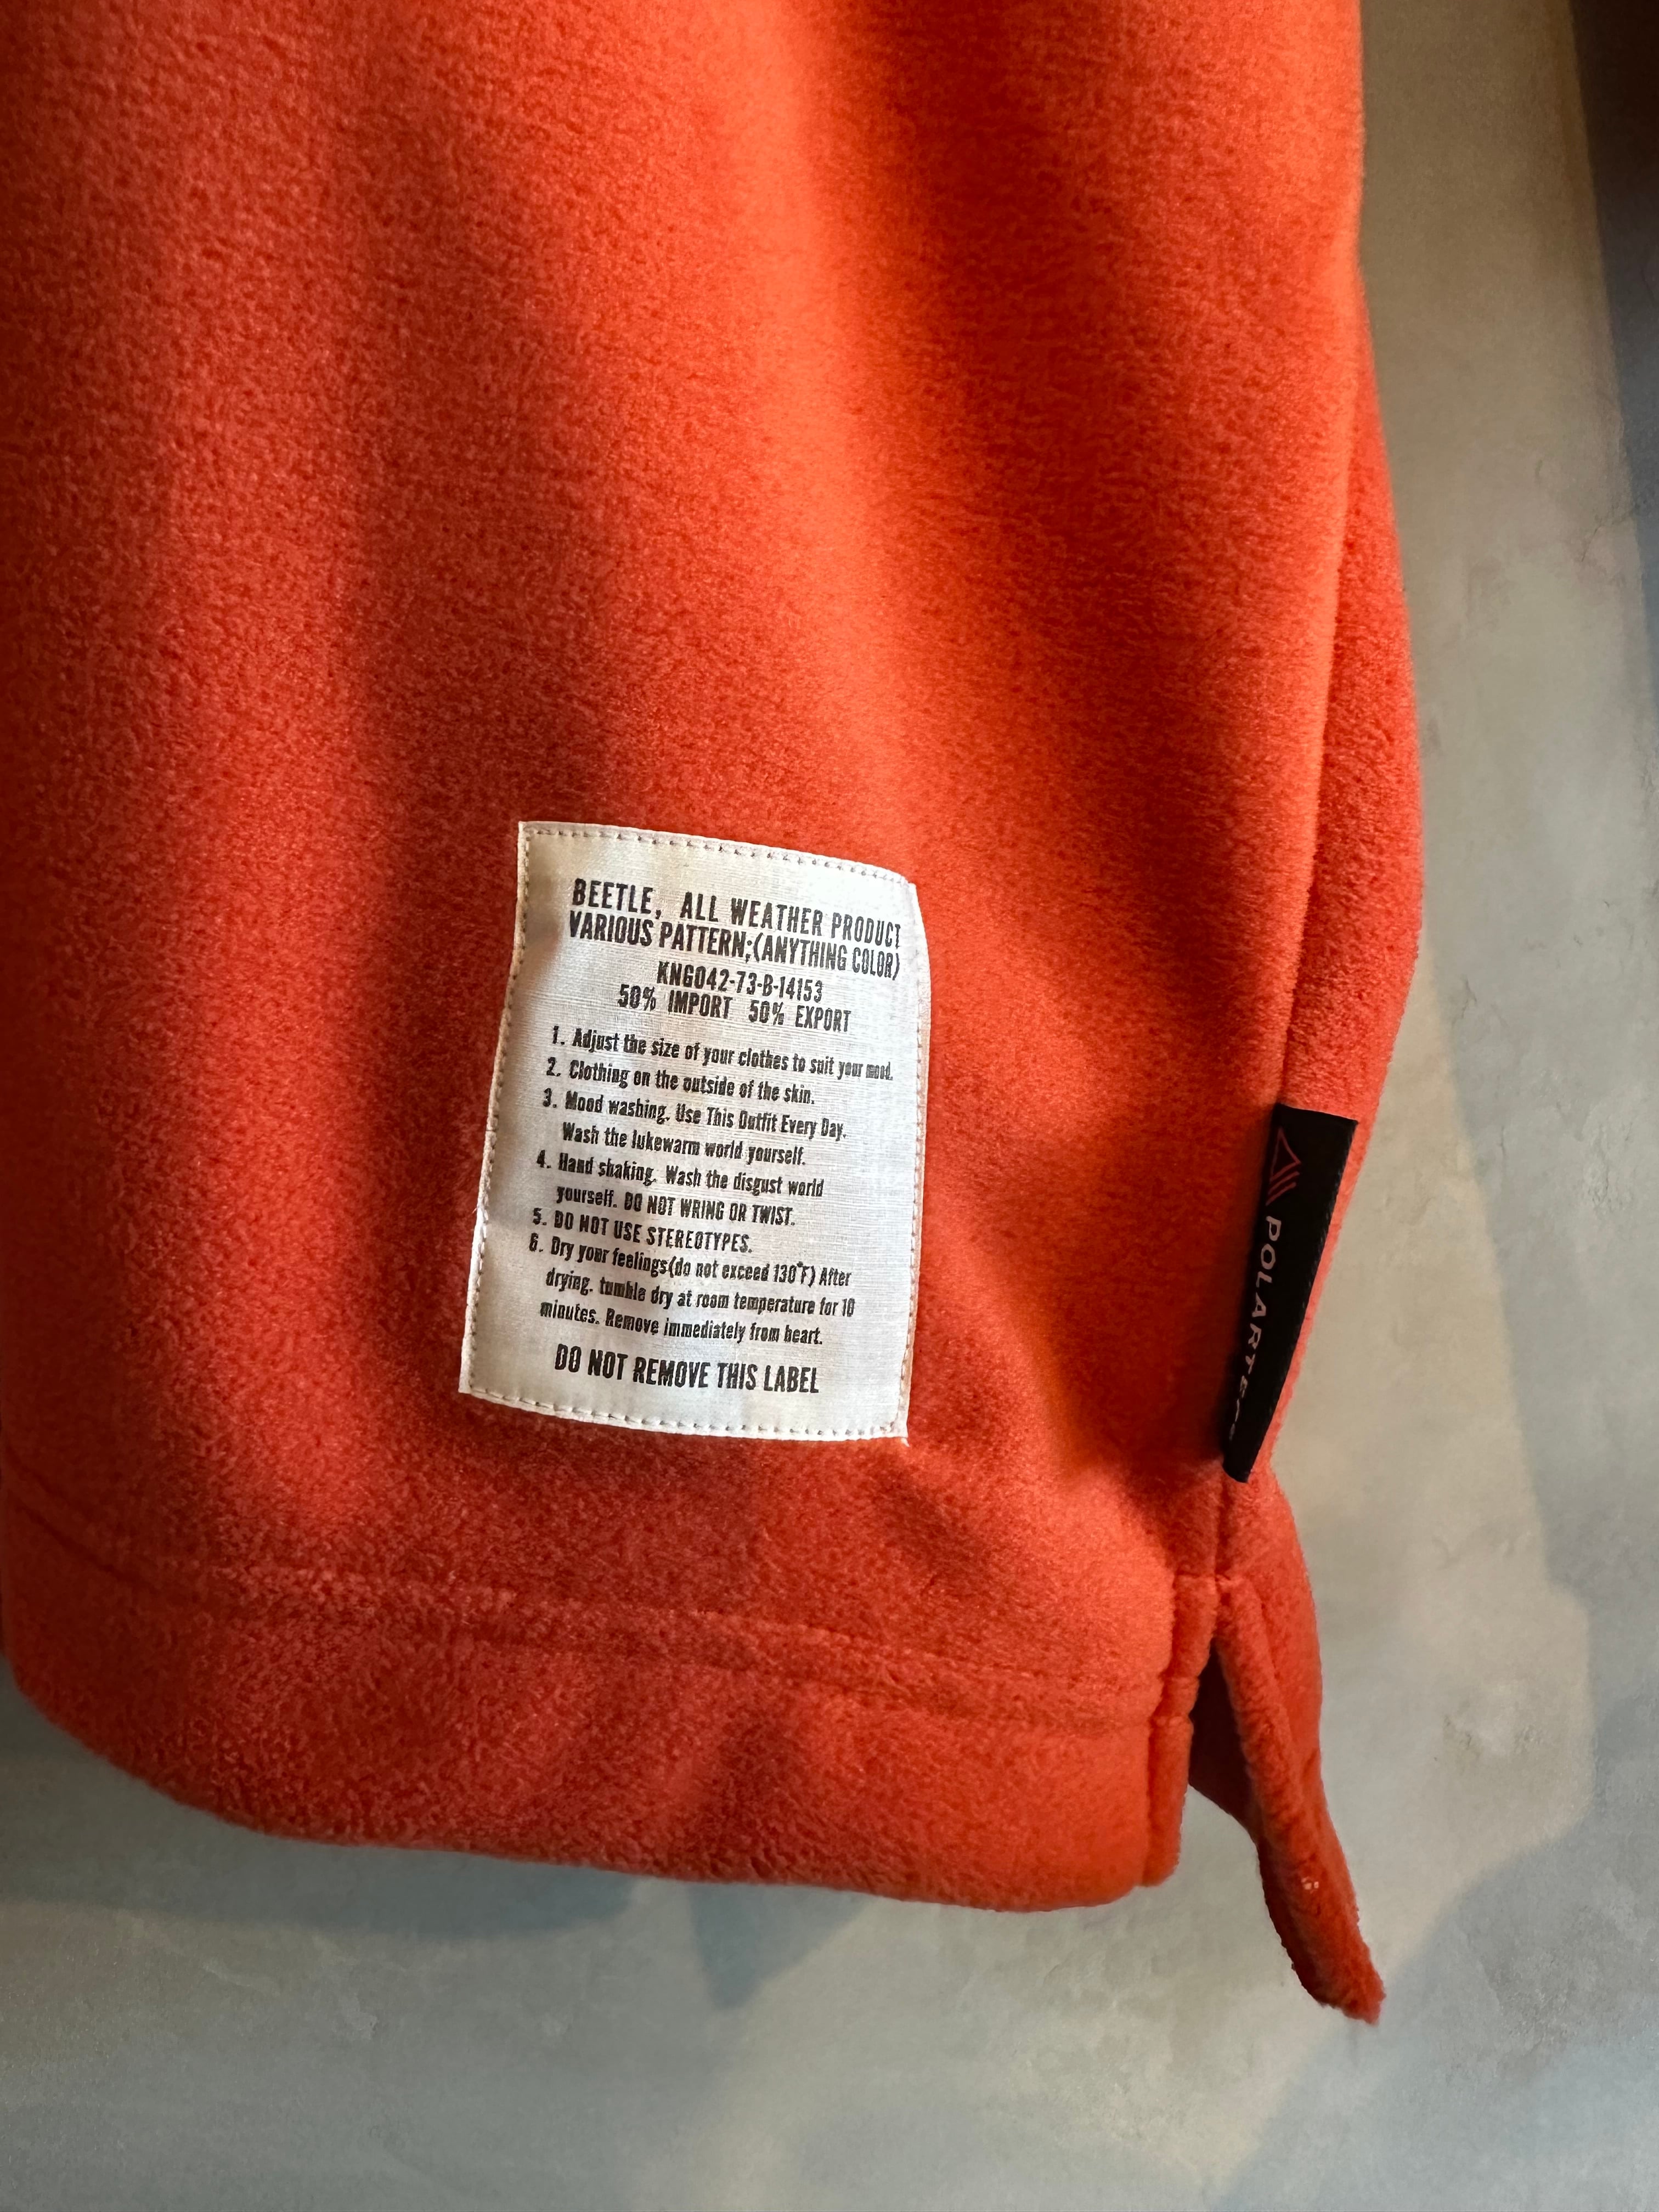 BEETLE, ALL WEATHER PRODUCT
VARIOUS PATTERN;(ANYTHING COLOR)
KNG042-73-B-14153
50% IMPORT 50% EXPORT
1. Adjust the size of your clothes to suit your mood.
2. Clothing on the outside of the skin.
3. Mood washing. Use This Outfit Every Day.
Wash the lukewarm world yourself.
4. Hand shaking. Wash the disgust world
yourself. DO NOT WRING OR TWIST.
5. DO NOT USE STEREOTYPES.
6. Dry your feelings(do not exceed 130°F) After
drying. tumble dry at room temperature for 10
minutes. Remove immediately from heart.
DO NOT REMOVE THIS LABEL
POLARTEC